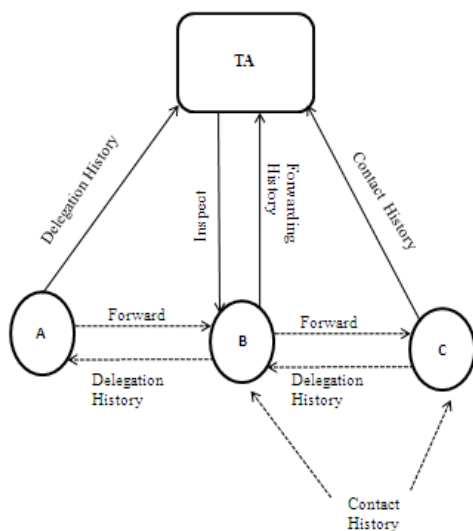 TA
Delegation History
Inspect
Forwarding
History
Contact History
A
Forward
B
Forward
C
Delegation
History
Delegation
History
Contact
History